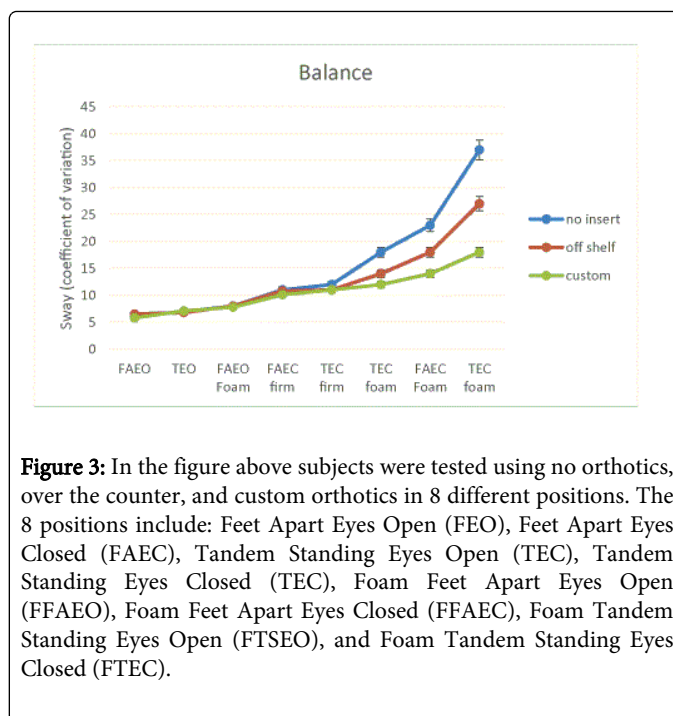 Balance
Sway (coefficient of variation)
45
40
35
30
25
20
15
10
5
0
FAEO TEO FAEO FAEC TEC TEC FAEC TEC
Foam firm firm foam Foam foam
no insert
off shelf
custom
Figure 3: In the figure above subjects were tested using no orthotics,
over the counter, and custom orthotics in 8 different positions. The
8 positions include: Feet Apart Eyes Open (FEO), Feet Apart Eyes
Closed (FAEC), Tandem Standing Eyes Open (TEC), Tandem
Standing Eyes Closed (TEC), Foam Feet Apart Eyes Open
(FFAEO), Foam Feet Apart Eyes Closed (FFAEC), Foam Tandem
Standing Eyes Open (FTSEO), and Foam Tandem Standing Eyes
Closed (FTEC).